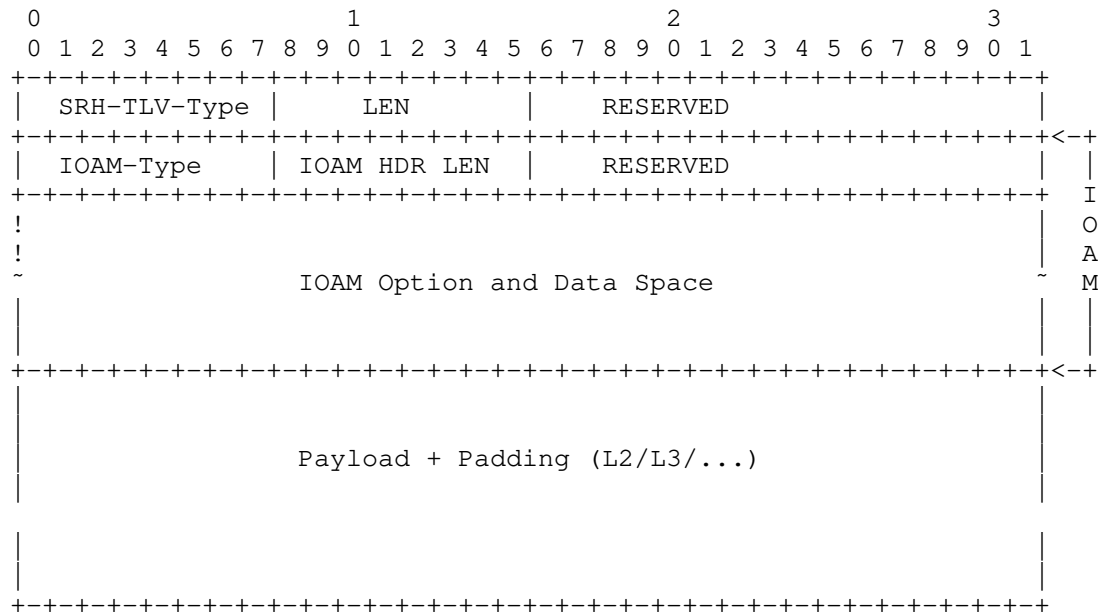 0                   1                   2                   3
 0 1 2 3 4 5 6 7 8 9 0 1 2 3 4 5 6 7 8 9 0 1 2 3 4 5 6 7 8 9 0 1
+-+-+-+-+-+-+-+-+-+-+-+-+-+-+-+-+-+-+-+-+-+-+-+-+-+-+-+-+-+-+-+-+
|  SRH-TLV-Type |     LEN       |    RESERVED                   |
+-+-+-+-+-+-+-+-+-+-+-+-+-+-+-+-+-+-+-+-+-+-+-+-+-+-+-+-+-+-+-+-+<-+
|  IOAM-Type    | IOAM HDR LEN  |    RESERVED                   |  |
+-+-+-+-+-+-+-+-+-+-+-+-+-+-+-+-+-+-+-+-+-+-+-+-+-+-+-+-+-+-+-+-+  I
!                                                               |  O
!                                                               |  A
~                 IOAM Option and Data Space                    ~  M
|                                                               |  |
|                                                               |  |
+-+-+-+-+-+-+-+-+-+-+-+-+-+-+-+-+-+-+-+-+-+-+-+-+-+-+-+-+-+-+-+-+<-+
|                                                               |
|                                                               |
|                 Payload + Padding (L2/L3/...)                 |
|                                                               |
|                                                               |
|                                                               |
+-+-+-+-+-+-+-+-+-+-+-+-+-+-+-+-+-+-+-+-+-+-+-+-+-+-+-+-+-+-+-+-+